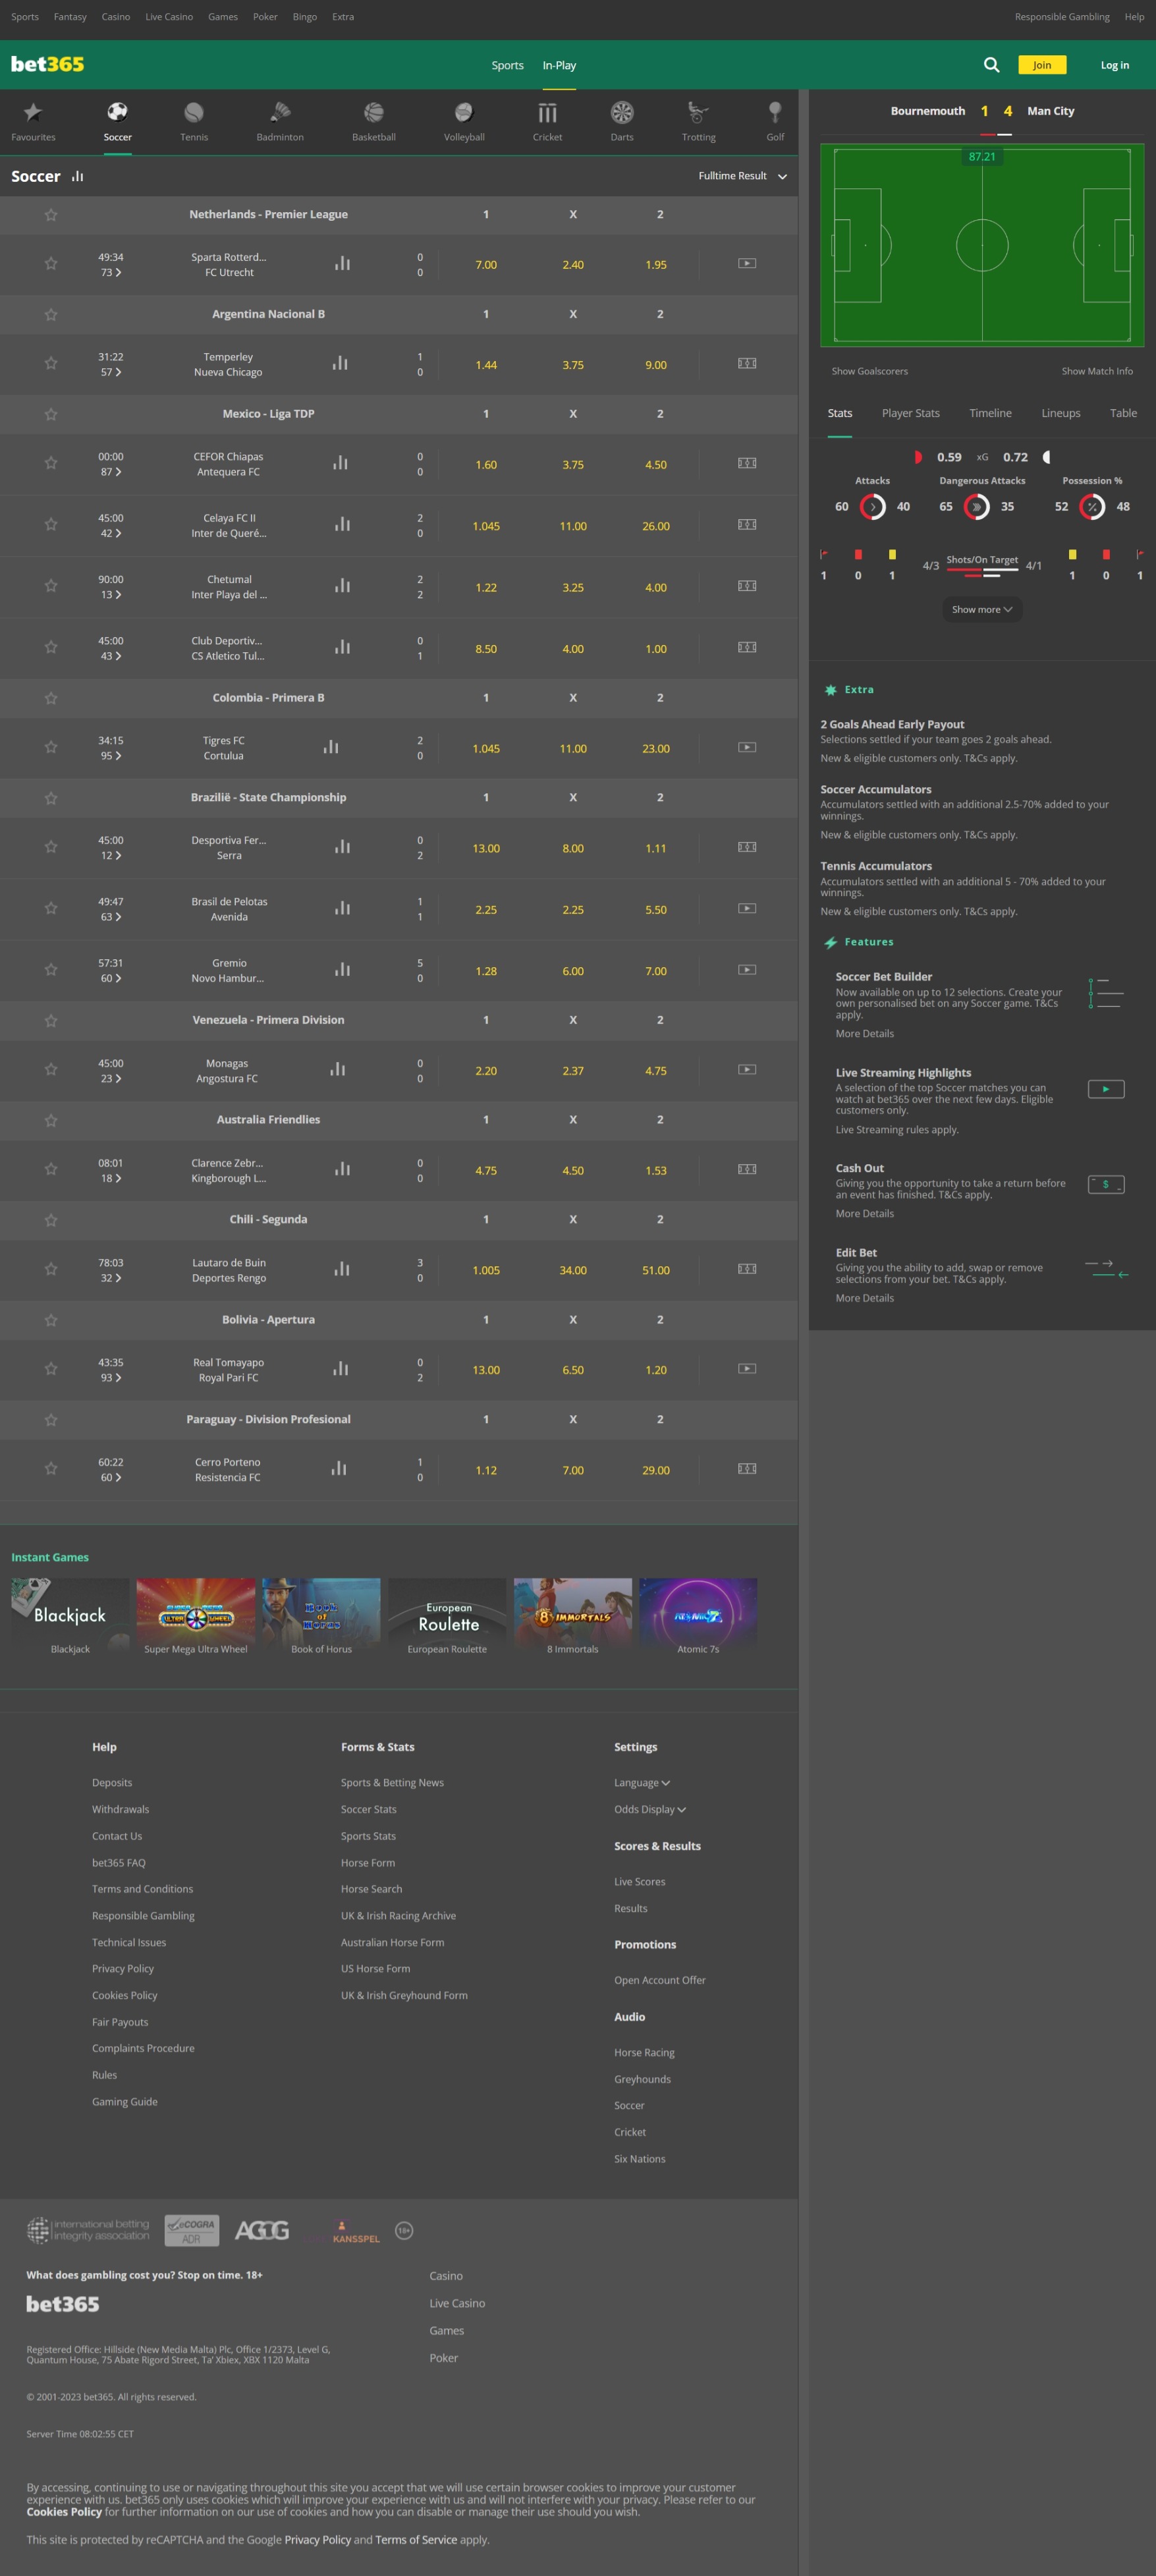 Sports Fantasy Casino Live Casino Games Poker Bingo Extra Responsible Gambling Help
bet365 Sports In-Play Join Log in
Favourites Soccer Tennis Badminton Basketball Volleyball Cricket Darts Trotting Golf
Soccer Fulltime Result
Netherlands - Premier League 1 X 2
49:34 Sparta Rotterd... 0
73 FC Utrecht 0
7.00 2.40 1.95
Argentina Nacional B 1 X 2
31:22 Temperley 1
57 Nueva Chicago 0
1.44 3.75 9.00
Mexico - Liga TDP 1 X 2
00:00 CEFOR Chiapas 0
87 Antequera FC 0
1.60 3.75 4.50
45:00 Celaya FC II 2
42 Inter de Queré... 0
1.045 11.00 26.00
90:00 Chetumal 2
13 Inter Playa del ... 2
1.22 3.25 4.00
45:00 Club Deportiv... 0
43 CS Atletico Tul... 1
8.50 4.00 1.00
Colombia - Primera B 1 X 2
34:15 Tigres FC 2
95 Cortulua 0
1.045 11.00 23.00
Brazilië - State Championship 1 X 2
45:00 Desportiva Fer... 0
12 Serra 2
13.00 8.00 1.11
49:47 Brasil de Pelotas 1
63 Avenida 1
2.25 2.25 5.50
57:31 Gremio 5
60 Novo Hambur... 0
1.28 6.00 7.00
Venezuela - Primera Division 1 X 2
45:00 Monagas 0
23 Angostura FC 0
2.20 2.37 4.75
Australia Friendlies 1 X 2
08:01 Clarence Zebr... 0
18 Kingborough L... 0
4.75 4.50 1.53
Chili - Segunda 1 X 2
78:03 Lautaro de Buin 3
32 Deportes Rengo 0
1.005 34.00 51.00
Bolivia - Apertura 1 X 2
43:35 Real Tomayapo 0
93 Royal Pari FC 2
13.00 6.50 1.20
Paraguay - Division Profesional 1 X 2
60:22 Cerro Porteno 1
60 Resistencia FC 0
1.12 7.00 29.00
Bournemouth 1 4 Man City
87.21
Show Goalscorers Show Match Info
Stats Player Stats Timeline Lineups Table
0.59 xG 0.72
Attacks Dangerous Attacks Possession %
60 40 65 35 52 % 48
Shots/On Target
4/3 4/1
1 0 1 1 0 1
Show more
Extra
2 Goals Ahead Early Payout
Selections settled if your team goes 2 goals ahead.
New & eligible customers only. T&Cs apply.
Soccer Accumulators
Accumulators settled with an additional 2.5-70% added to your
winnings.
New & eligible customers only. T&Cs apply.
Tennis Accumulators
Accumulators settled with an additional 5 - 70% added to your
winnings.
New & eligible customers only. T&Cs apply.
Features
Soccer Bet Builder
Now available on up to 12 selections. Create your
own personalised bet on any Soccer game. T&Cs
apply.
More Details
Live Streaming Highlights
A selection of the top Soccer matches you can
watch at bet365 over the next few days. Eligible
customers only.
Live Streaming rules apply.
Cash Out
Giving you the opportunity to take a return before
an event has finished. T&Cs apply.
$
More Details
Edit Bet
Giving you the ability to add, swap or remove
selections from your bet. T&Cs apply.
More Details
Instant Games
Blackjack
SUPER MEGA
ULTRA WHEEL
Book
of
Horus
European
Roulette
8 IMMORTALS
ATOMIC 7s
Blackjack Super Mega Ultra Wheel Book of Horus European Roulette 8 Immortals Atomic 7s
Help
Deposits
Withdrawals
Contact Us
bet365 FAQ
Terms and Conditions
Responsible Gambling
Technical Issues
Privacy Policy
Cookies Policy
Fair Payouts
Complaints Procedure
Rules
Gaming Guide
Forms & Stats
Sports & Betting News
Soccer Stats
Sports Stats
Horse Form
Horse Search
UK & Irish Racing Archive
Australian Horse Form
US Horse Form
UK & Irish Greyhound Form
Settings
Language
Odds Display
Scores & Results
Live Scores
Results
Promotions
Open Account Offer
Audio
Horse Racing
Greyhounds
Soccer
Cricket
Six Nations
international betting
integrity association
eCOGRA
ADR
AGOG
KANSSPEL
18+
What does gambling cost you? Stop on time. 18+
bet365
Registered Office: Hillside (New Media Malta) Plc, Office 1/2373, Level G,
Quantum House, 75 Abate Rigord Street, Ta' Xbiex, XBX 1120 Malta
© 2001-2023 bet365. All rights reserved.
Server Time 08:02:55 CET
Casino
Live Casino
Games
Poker
By accessing, continuing to use or navigating throughout this site you accept that we will use certain browser cookies to improve your customer
experience with us. bet365 only uses cookies which will improve your experience with us and will not interfere with your privacy. Please refer to our
Cookies Policy for further information on our use of cookies and how you can disable or manage their use should you wish.
This site is protected by reCAPTCHA and the Google Privacy Policy and Terms of Service apply.